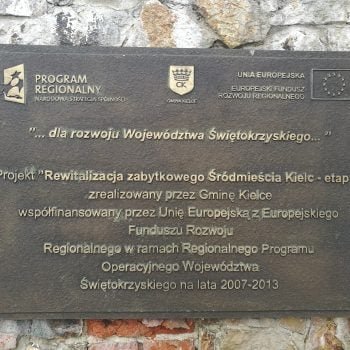 PROGRAM
REGIONALNY
NARODOWA STRATEGIA SPÓJNOŚCI
CK
GMINA KIELCE
UNIA EUROPEJSKA
EUROPEJSKI FUNDUSZ
ROZWOJU REGIONALNEGO
"... dla rozwoju Województwa Świętokrzyskiego..."
Projekt "Rewitalizacja zabytkowego Śródmieścia Kielc - etap
zrealizowany przez Gminę Kielce
współfinansowany przez Unię Europejską z Europejskiego
Funduszu Rozwoju
Regionalnego w ramach Regionalnego Programu
Operacyjnego Województwa
Świętokrzyskiego na lata 2007-2013